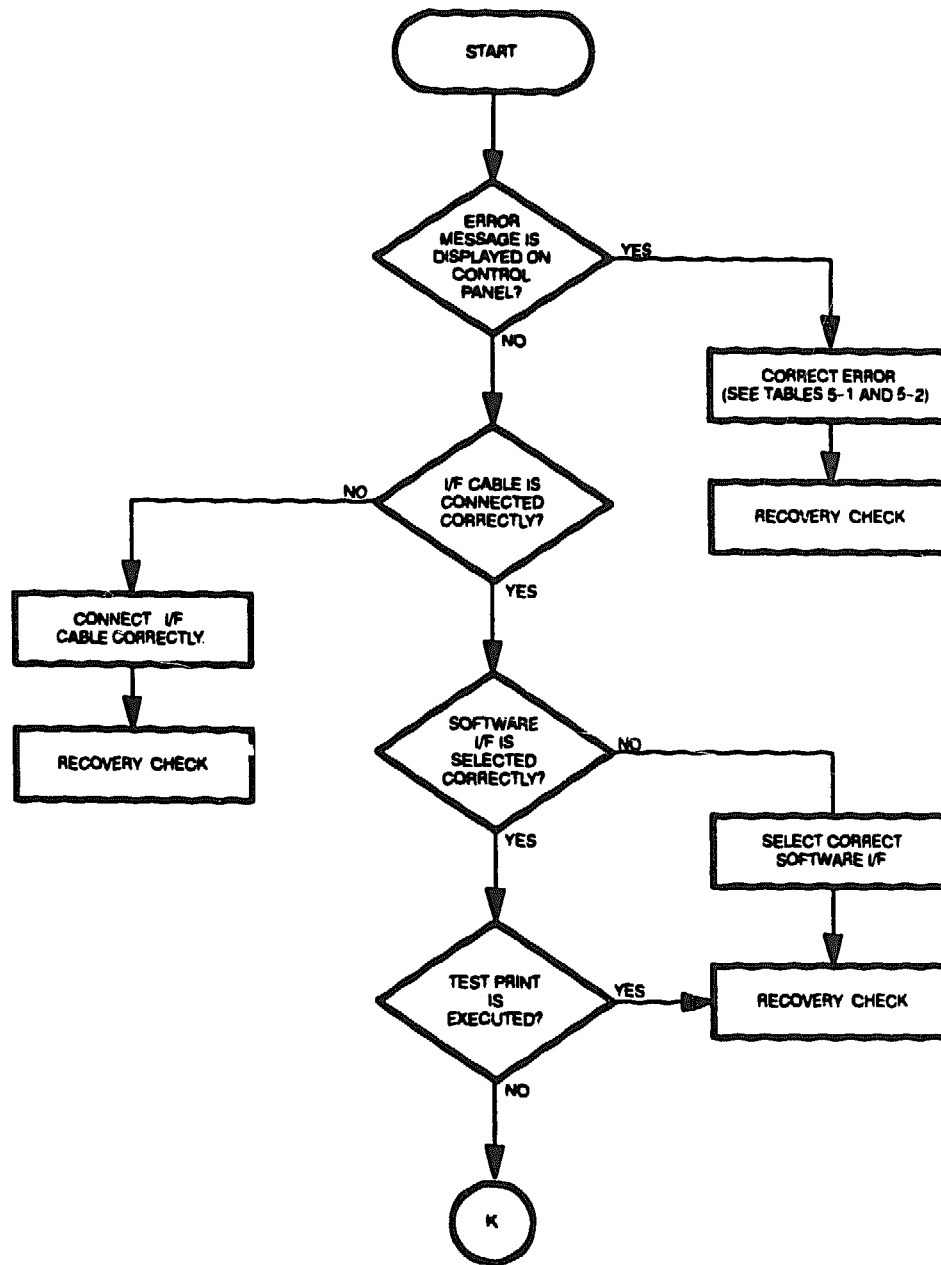 START
ERROR
MESSAGE IS
DISPLAYED ON
CONTROL
PANEL?
YES
NO
CORRECT ERROR
(SEE TABLES 5-1 AND 5-2)
RECOVERY CHECK
I/F CABLE IS
CONNECTED
CORRECTLY?
NO
YES
CONNECT I/F
CABLE CORRECTLY.
RECOVERY CHECK
SOFTWARE
I/F IS
SELECTED
CORRECTLY?
NO
YES
SELECT CORRECT
SOFTWARE I/F
TEST PRINT
IS
EXECUTED?
YES
RECOVERY CHECK
NO
K